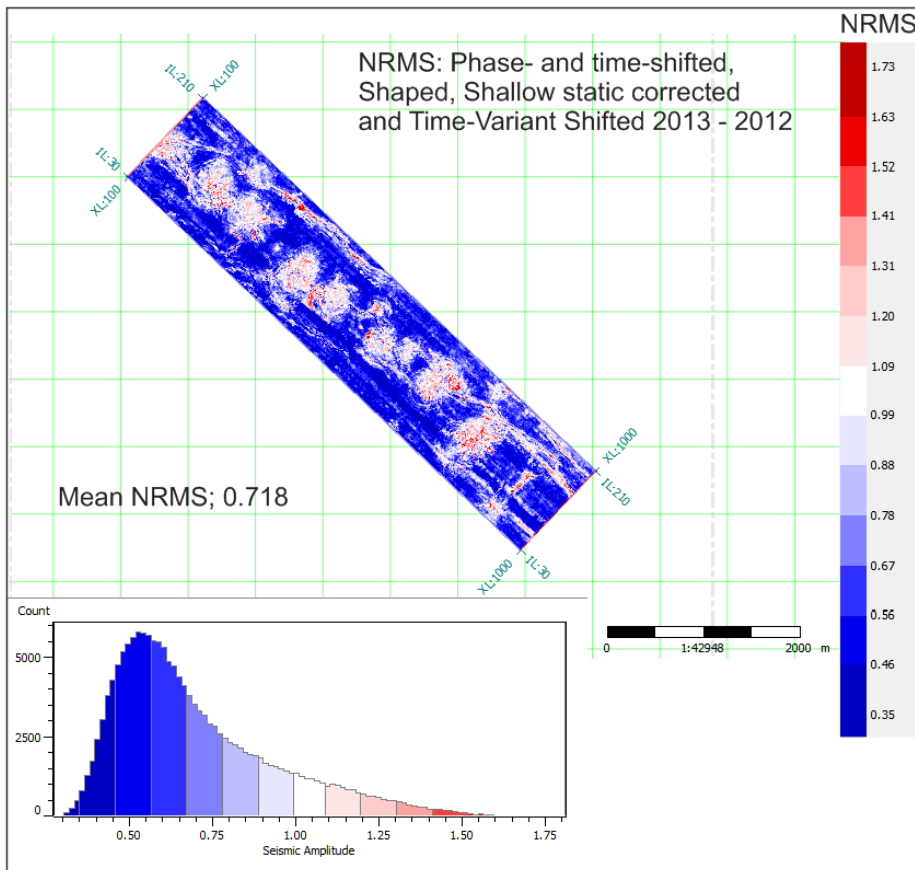 NRMS
NRMS: Phase- and time-shifted,
Shaped, Shallow static corrected
and Time-Variant Shifted 2013 - 2012
IL:210
XL:100
IL:30
XL:100
XL:1000
IL:210
XL:1000
IL:30
Mean NRMS; 0.718
1.73
1.63
1.52
1.41
1.31
1.20
1.09
0.99
0.88
0.78
0.67
0.56
0.46
0.35
0 1:42948 2000 m
Count
5000
2500
0
0.50 0.75 1.00 1.25 1.50 1.75
Seismic Amplitude